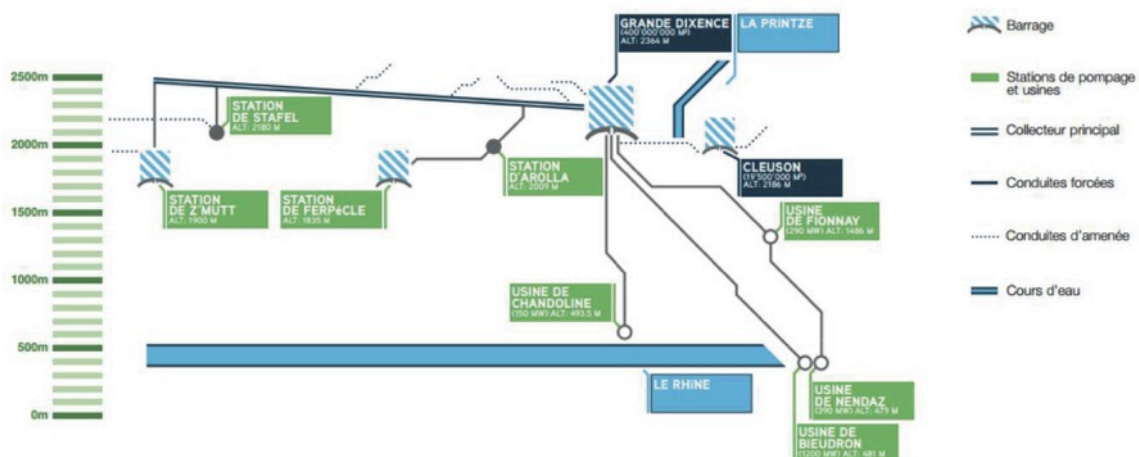 GRANDE DIXENCE
(400'000'000 M³)
ALT: 2364 M
LA PRINTZE
Barrage
2500m
2000m
1500m
1000m
500m
0m
STATION
DE STAFEL
ALT: 2180 M
Stations de pompage
et usines
Collecteur principal
STATION
D'AROLLA
ALT: 2009 M
CLEUSON
(19'500'000 M³)
ALT: 2186 M
STATION
DE Z'MUTT
ALT: 1900 M
STATION
DE FERPéCLE
ALT: 1835 M
Conduites forcées
USINE
DE FIONNAY
(290 MW) ALT: 1486 M
Conduites d'amenée
USINE DE
CHANDOLINE
(150 MW) ALT: 493.5 M
Cours d'eau
LE RHiNE
USINE
DE NENDAZ
(390 MW) ALT: 479 M
USINE DE
BIEUDRON
(1200 MW) ALT: 481 M